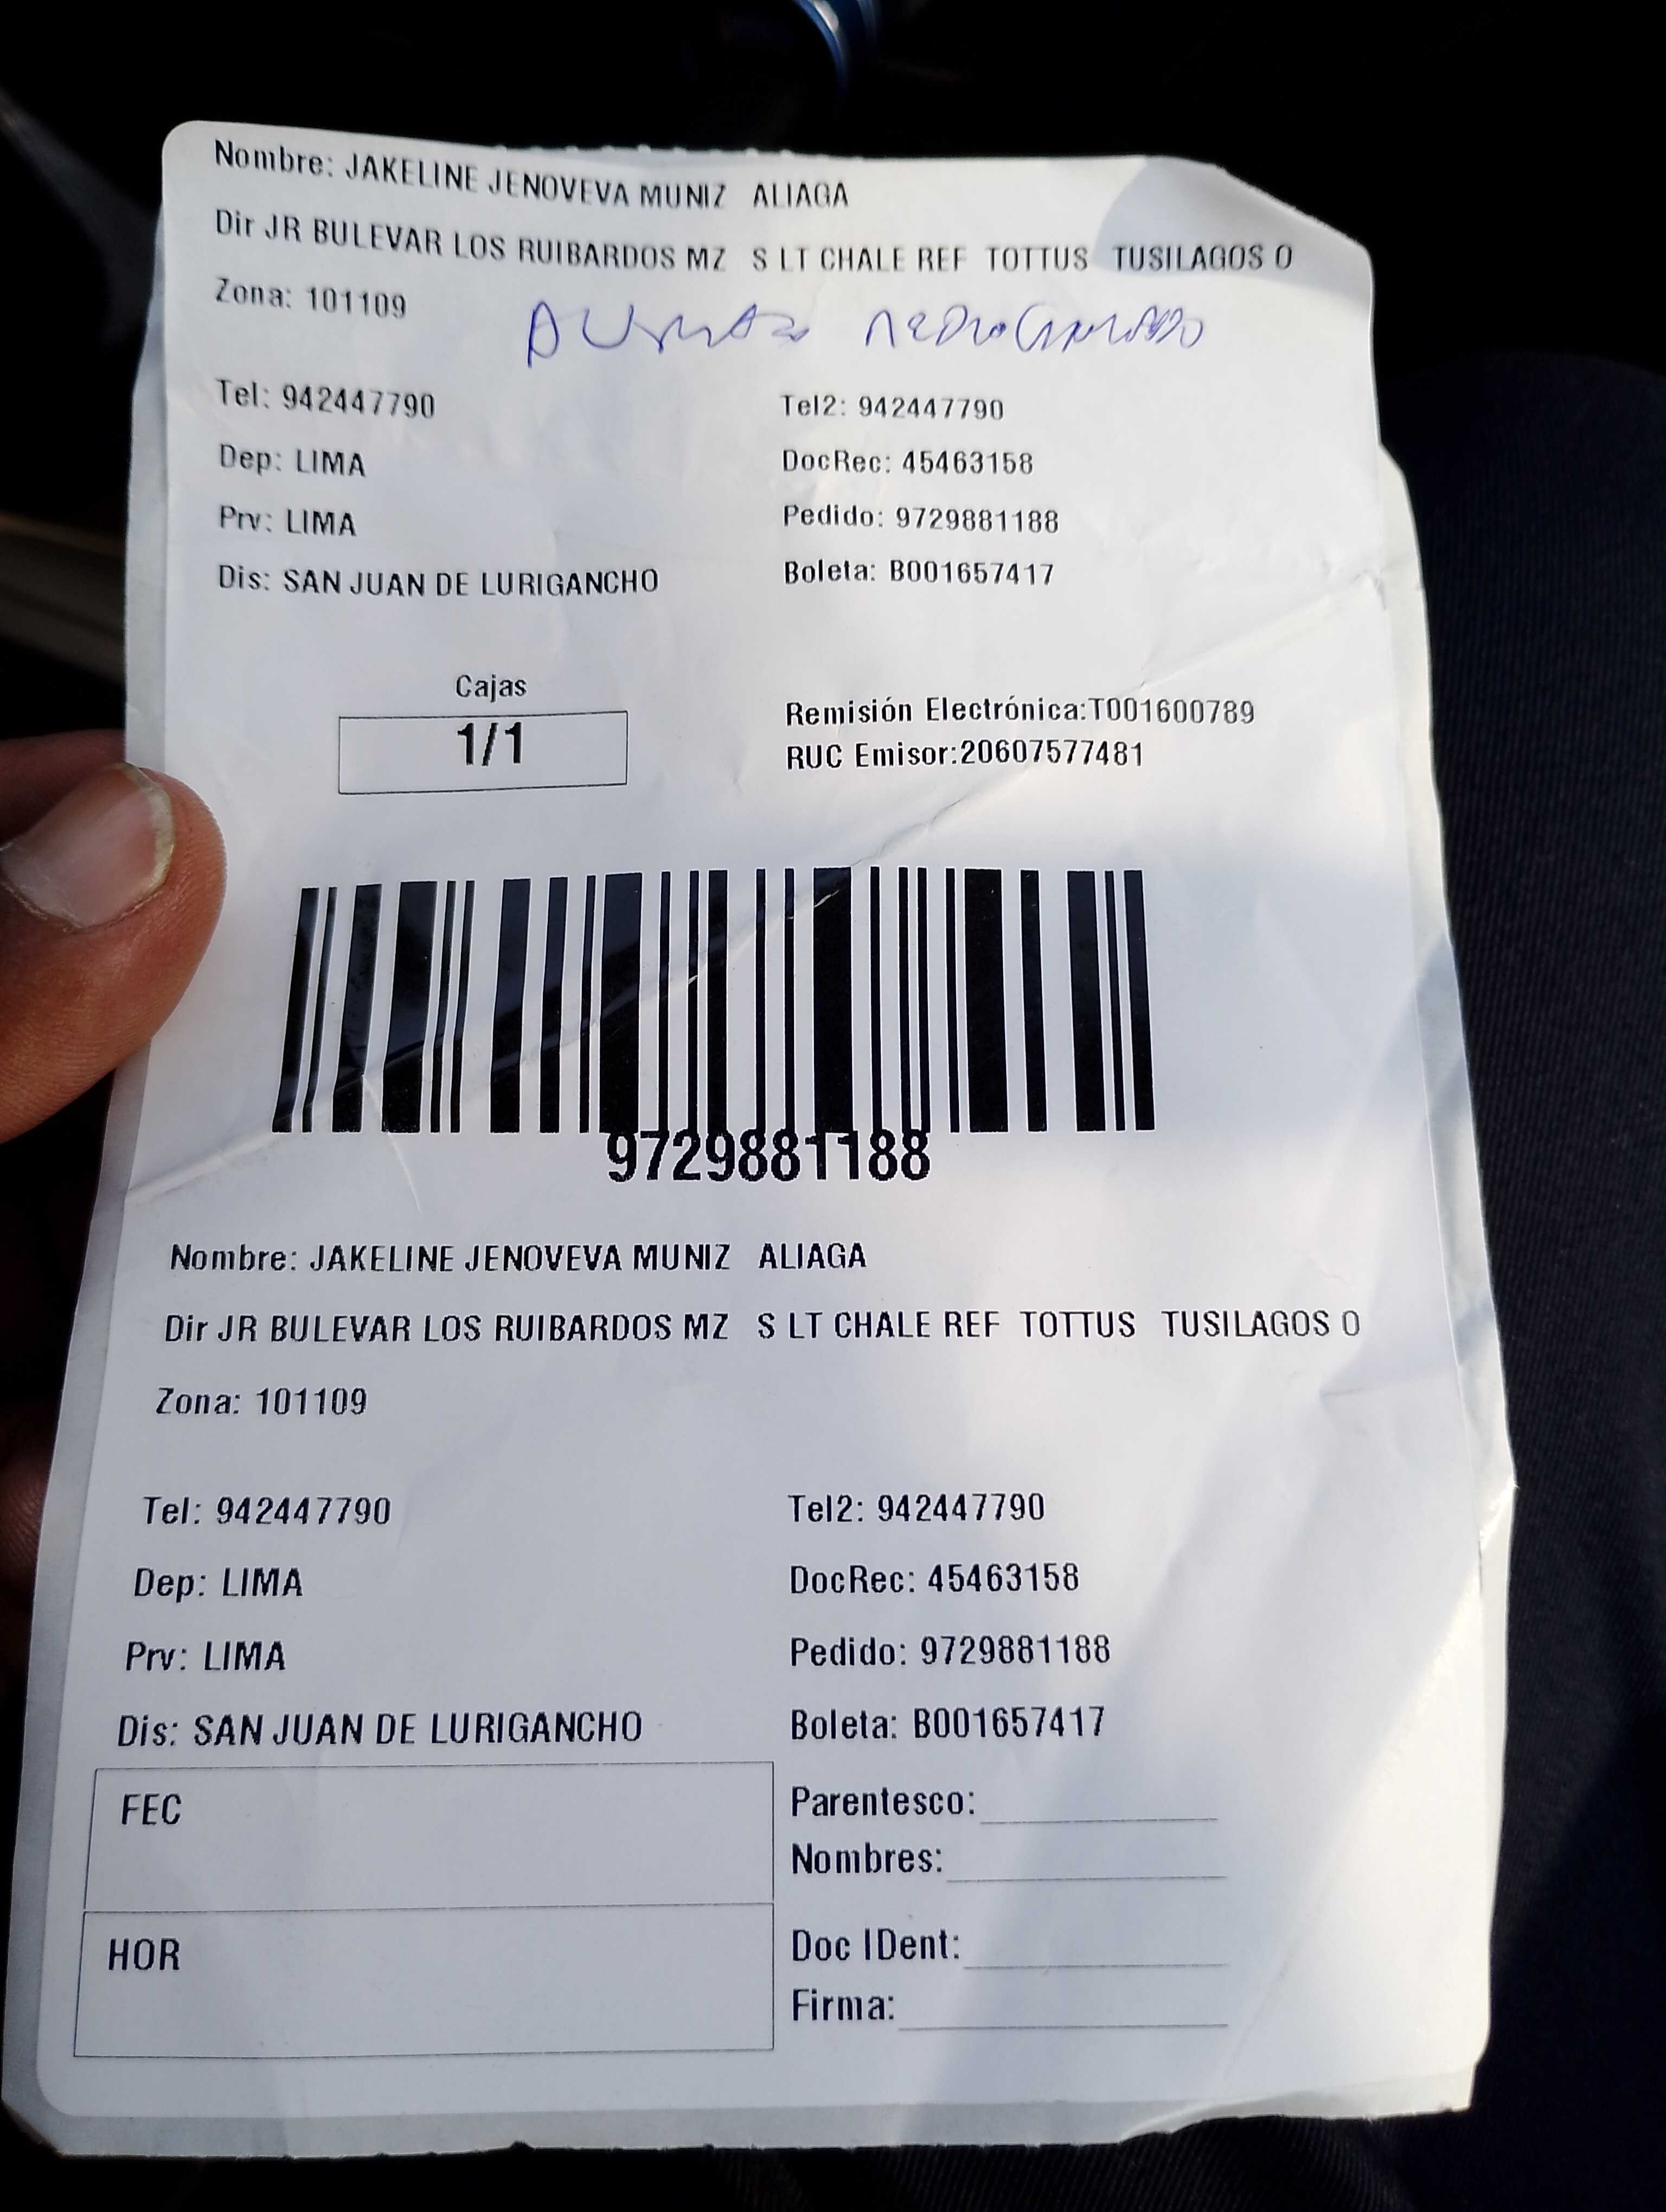 Nombre: JAKELINE JENOVEVA MUNIZ ALIAGA
Dir JR BULEVAR LOS RUIBARDOS MZ S LT CHALE REF TOTTUS TUSILAGOS O
Zona: 101109
Tel: 942447790 Tel2: 942447790
Dep: LIMA DocRec: 45463158
Prv: LIMA Pedido: 9729881188
Dis: SAN JUAN DE LURIGANCHO Boleta: B001657417
Cajas
1/1
Remisión Electrónica:T001600789
RUC Emisor:20607577481
9729881188
Nombre: JAKELINE JENOVEVA MUNIZ ALIAGA
Dir JR BULEVAR LOS RUIBARDOS MZ S LT CHALE REF TOTTUS TUSILAGOS O
Zona: 101109
Tel: 942447790 Tel2: 942447790
Dep: LIMA DocRec: 45463158
Prv: LIMA Pedido: 9729881188
Dis: SAN JUAN DE LURIGANCHO Boleta: B001657417
FEC
HOR
Parentesco:
Nombres:
Doc IDent:
Firma: